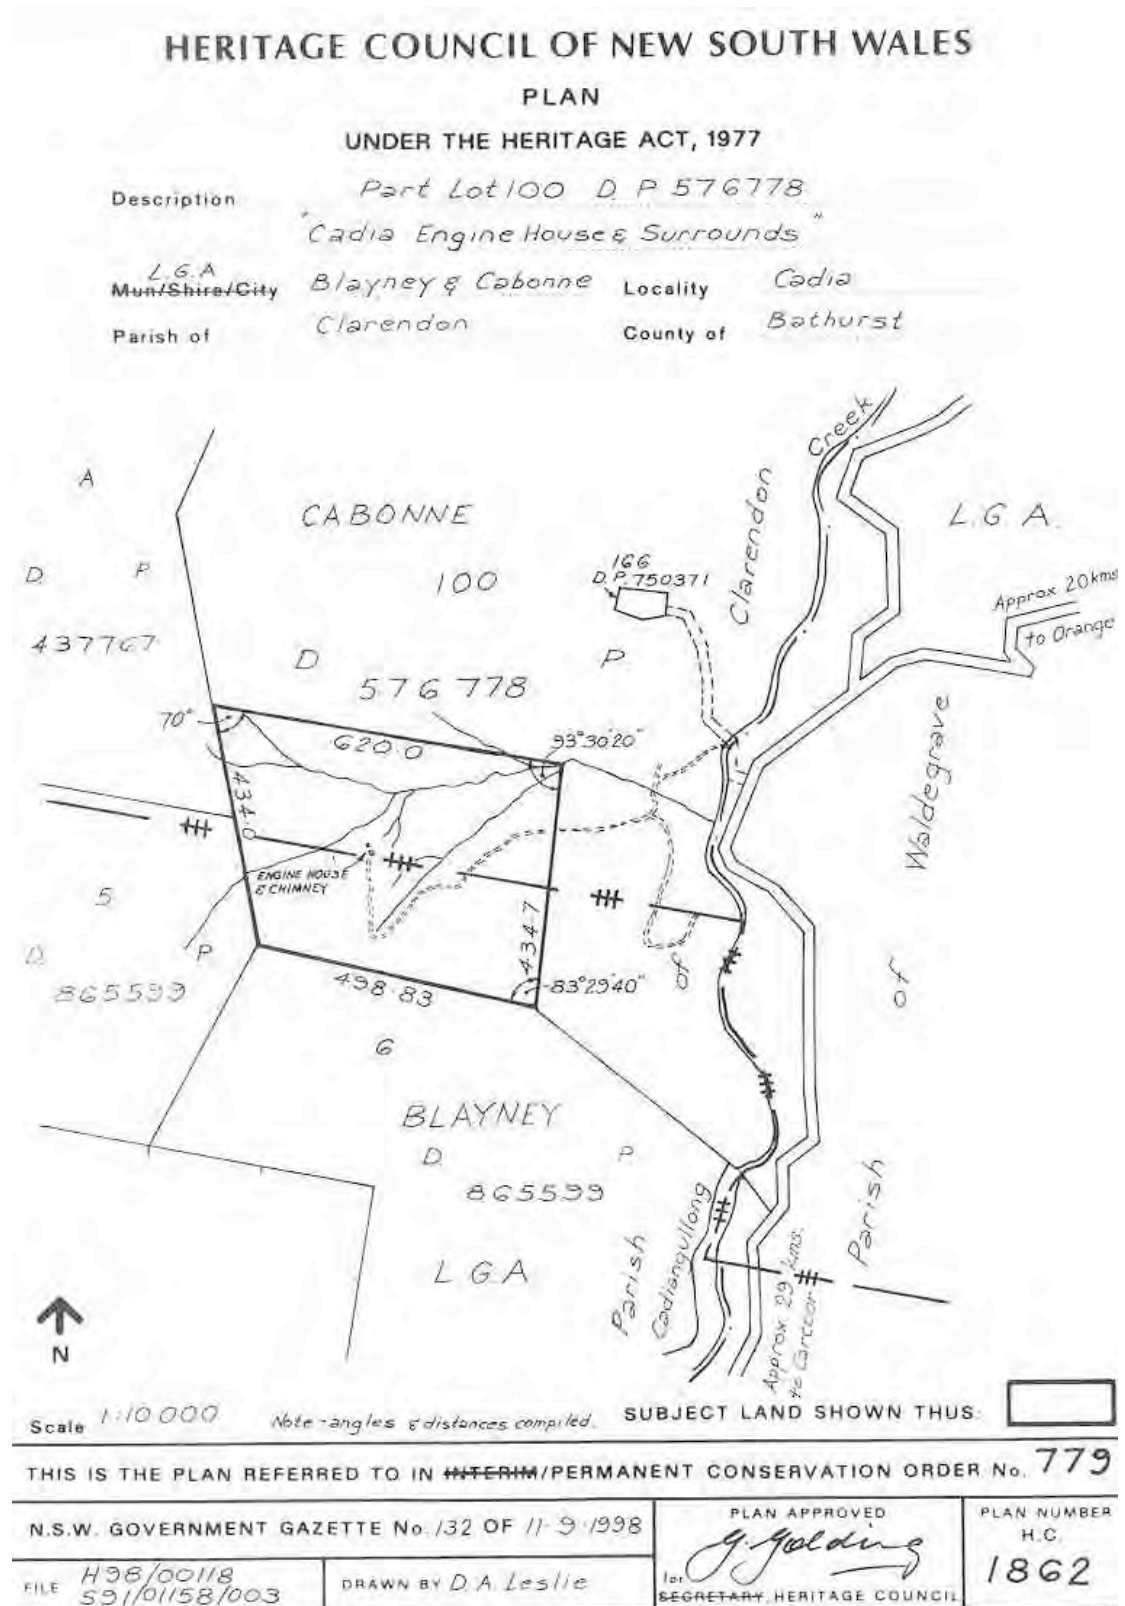 HERITAGE COUNCIL OF NEW SOUTH WALES
PLAN
UNDER THE HERITAGE ACT, 1977
Description Part Lot 100 D P 576778
"Cadia Engine House & Surrounds"
L.G.A
Mun/Shire/City Blayney & Cabonne Locality Cadia
Parish of Clarendon County of Bathurst
Creek
A
CABONNE
Clarendon
L.G.A.
D P
100
166
D.P. 750371
Approx 20 kms
to Orange
437767
D P
576 778
70°
620.0
93°30'20"
Waldegrave
434.0
ENGINE HOUSE
& CHIMNEY
5
434.7
D P
of
of
865599
498.83
83°29'40"
6
BLAYNEY
D. P.
865599
Parish
Cadiangullong
Parish
L G A
Approx 29 kms.
to Carcoar
N
Scale 1:10 000 Note - angles & distances compiled. SUBJECT LAND SHOWN THUS:
THIS IS THE PLAN REFERRED TO IN INTERIM/PERMANENT CONSERVATION ORDER No. 779
N.S.W. GOVERNMENT GAZETTE No. 132 OF 11-9-1998
PLAN APPROVED
G. Golding
for
SECRETARY, HERITAGE COUNCIL
PLAN NUMBER
H.C.
1862
FILE H98/00118
S91/01158/003
DRAWN BY D.A. Leslie